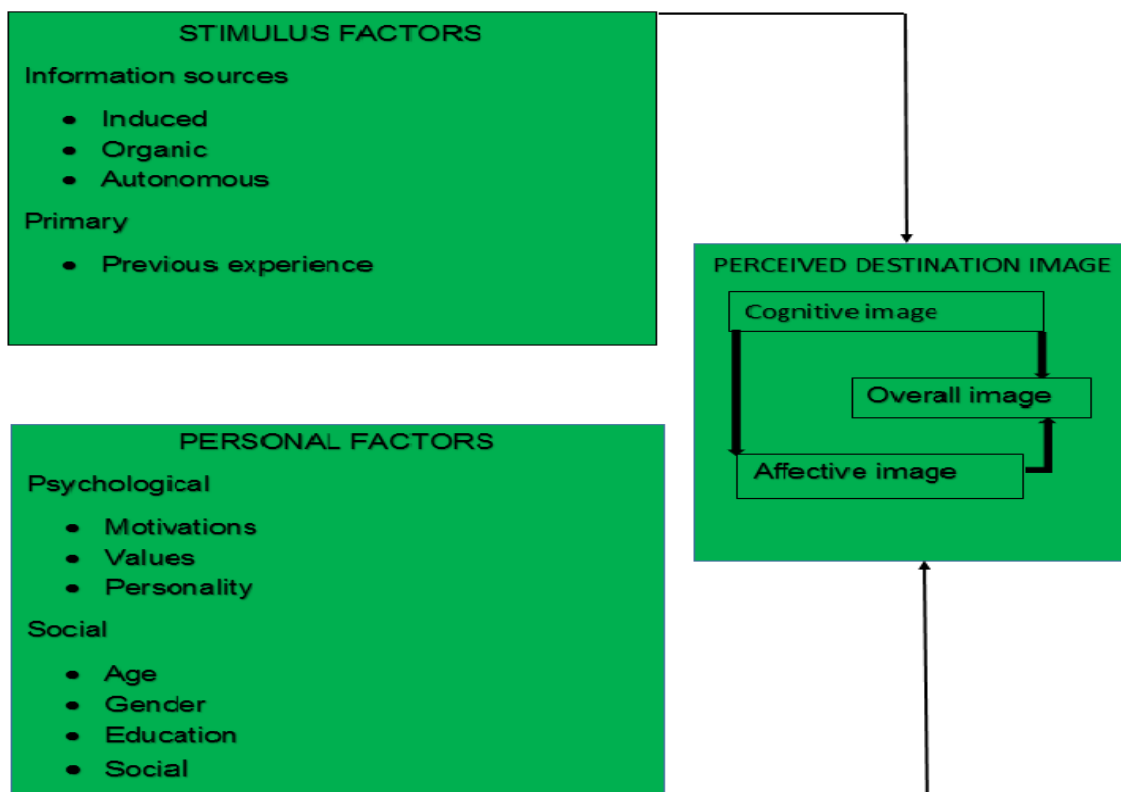 STIMULUS FACTORS
Information sources
• Induced
• Organic
• Autonomous
Primary
• Previous experience
PERCEIVED DESTINATION IMAGE
Cognitive image
Overall image
Affective image
PERSONAL FACTORS
Psychological
• Motivations
• Values
• Personality
Social
• Age
• Gender
• Education
• Social